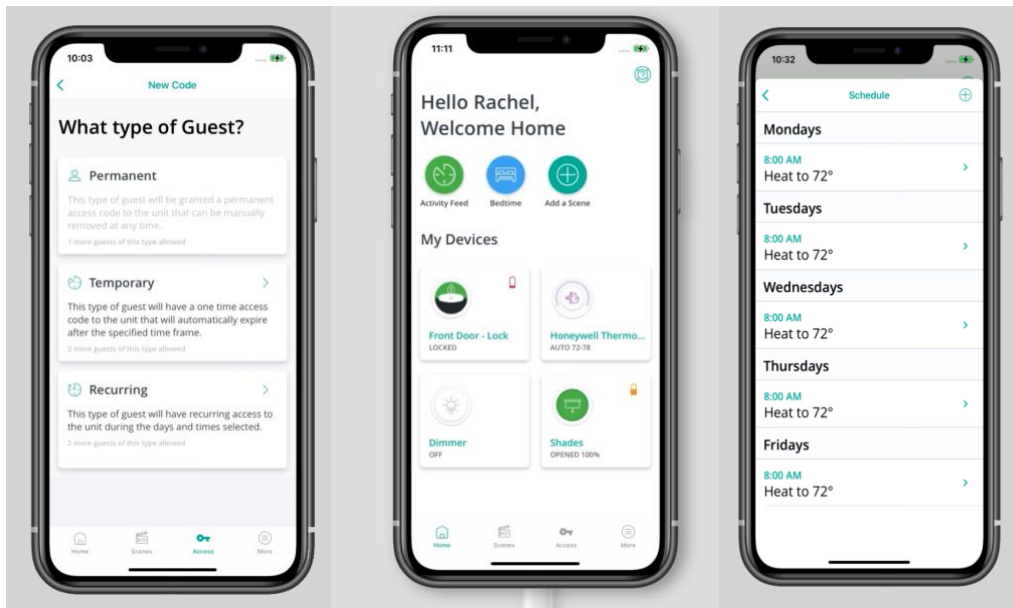 10:03
New Code
What type of Guest?
Permanent
This type of guest will be granted a permanent
access code to the unit that can be manually
removed at any time.
1 more guests of this type allowed
Temporary
This type of guest will have a one time access
code to the unit that will automatically expire
after the specified time frame.
2 more guests of this type allowed
Recurring
This type of guest will have recurring access to
the unit during the days and times selected.
2 more guests of this type allowed
Home Scenes Access More
11:11
Hello Rachel,
Welcome Home
Activity Feed Bedtime Add a Scene
My Devices
Front Door - Lock
LOCKED
Honeywell Thermo...
AUTO 72-78
Dimmer
OFF
Shades
OPENED 100%
Home Scenes Access More
10:32
Schedule
Mondays
8:00 AM
Heat to 72°
Tuesdays
8:00 AM
Heat to 72°
Wednesdays
8:00 AM
Heat to 72°
Thursdays
8:00 AM
Heat to 72°
Fridays
8:00 AM
Heat to 72°